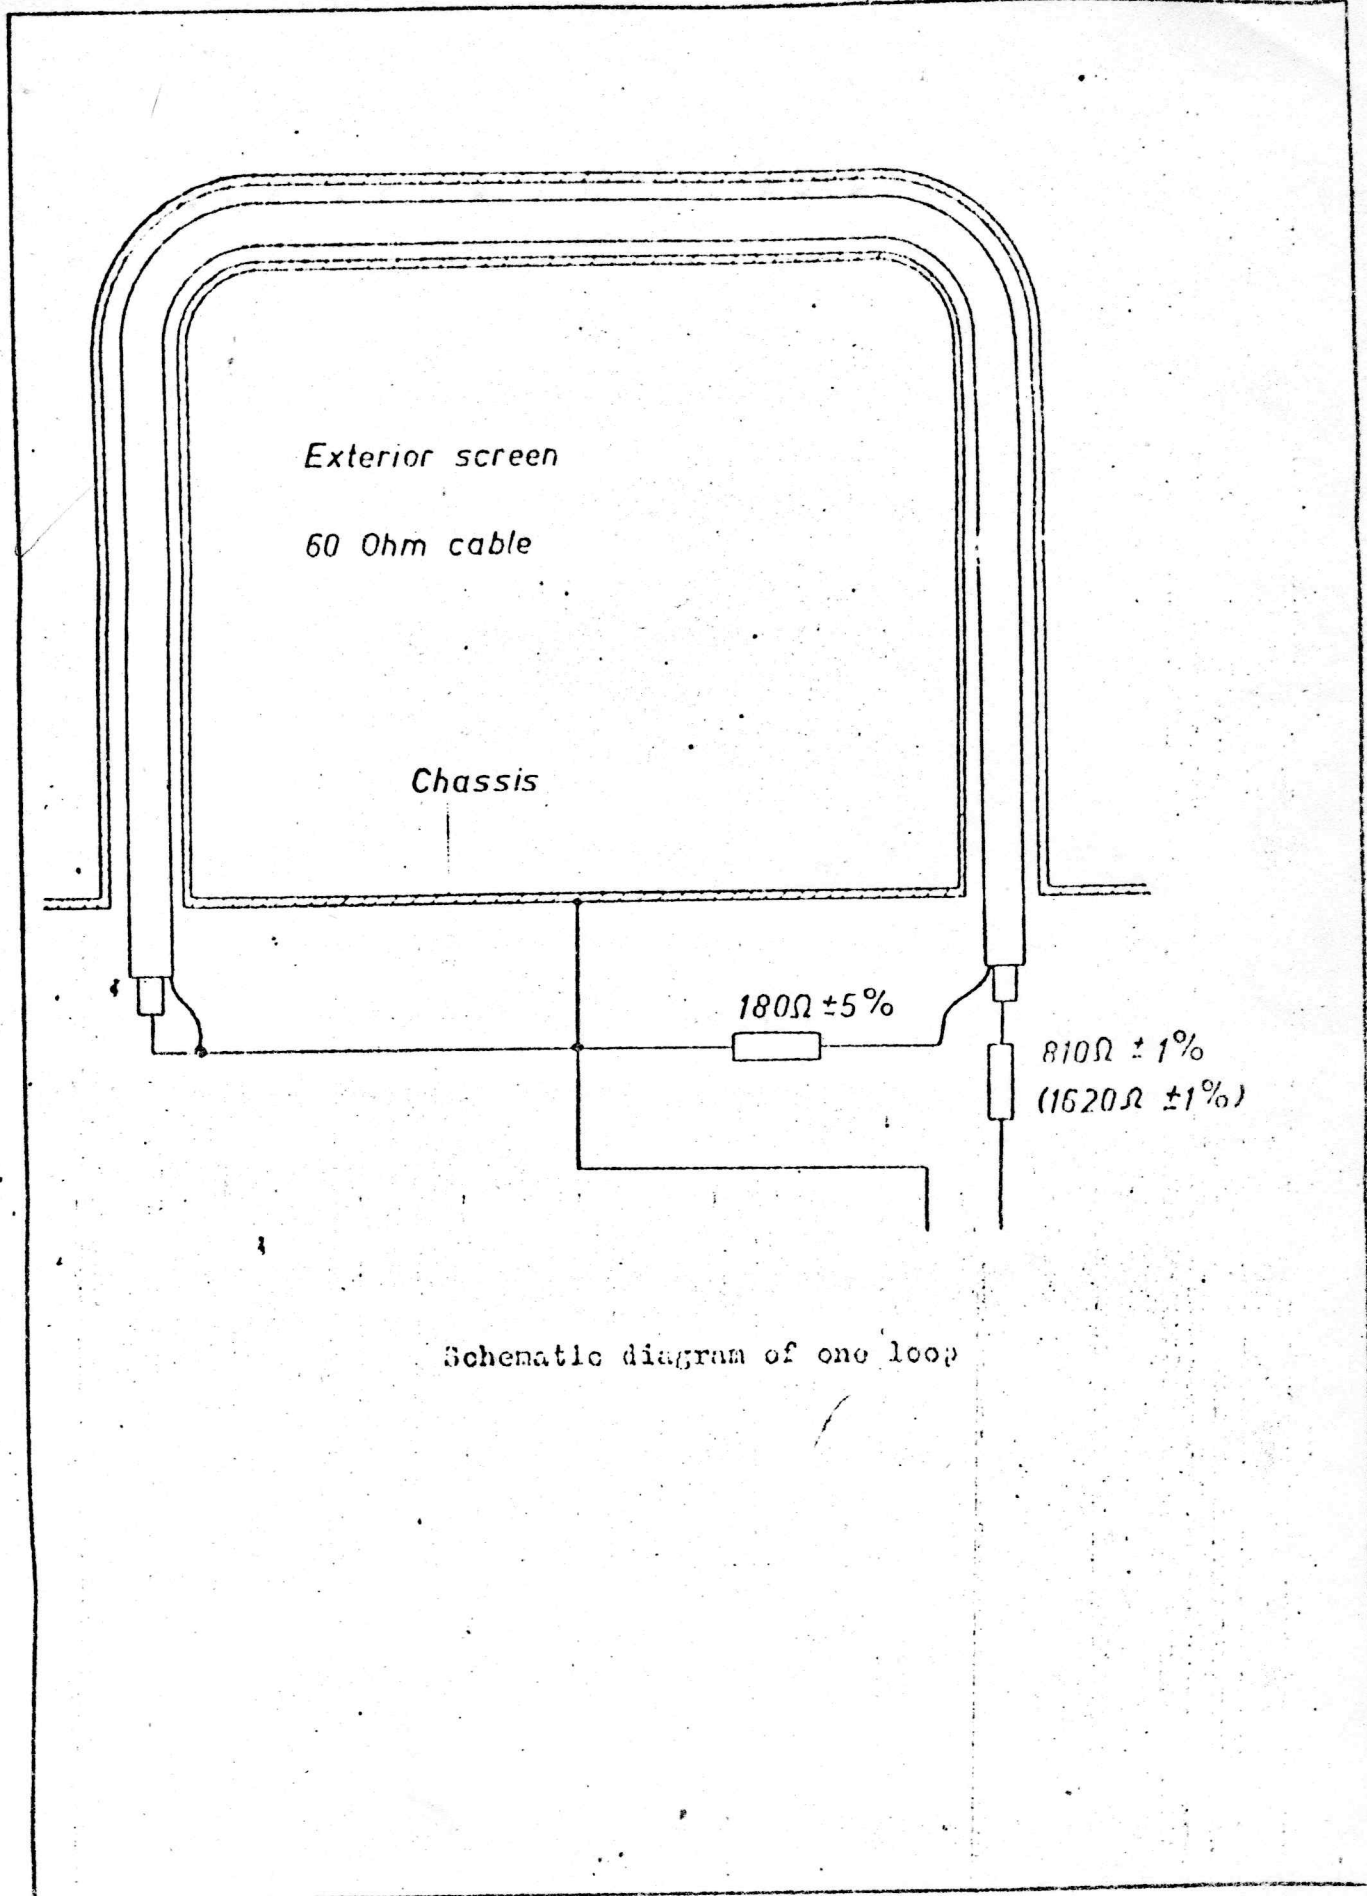 Exterior screen
60 Ohm cable
Chassis
180Ω ±5%
810Ω ± 1%
(1620Ω ±1%)
Schematic diagram of one loop